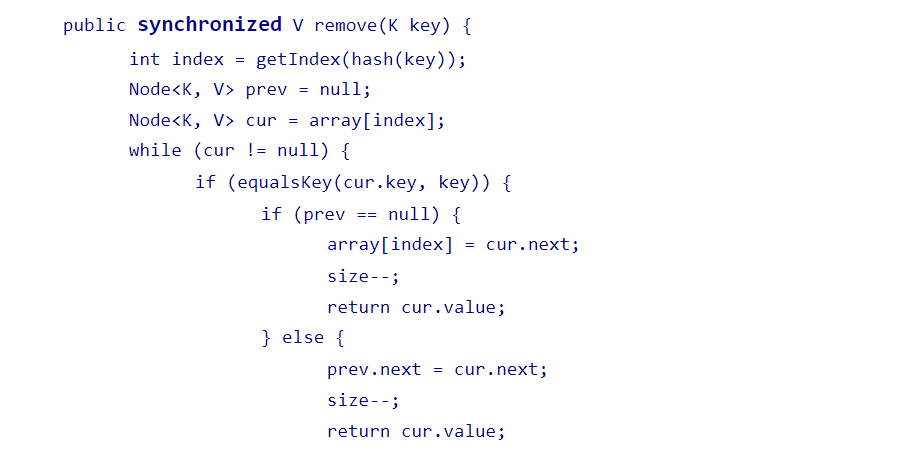 public synchronized V remove(K key) {
int index = getIndex(hash(key));
Node<K, V> prev = null;
Node<K, V> cur = array[index];
while (cur != null) {
if (equalsKey(cur.key, key)) {
if (prev == null) {
array[index] = cur.next;
size--;
return cur.value;
} else {
prev.next = cur.next;
size--;
return cur.value;